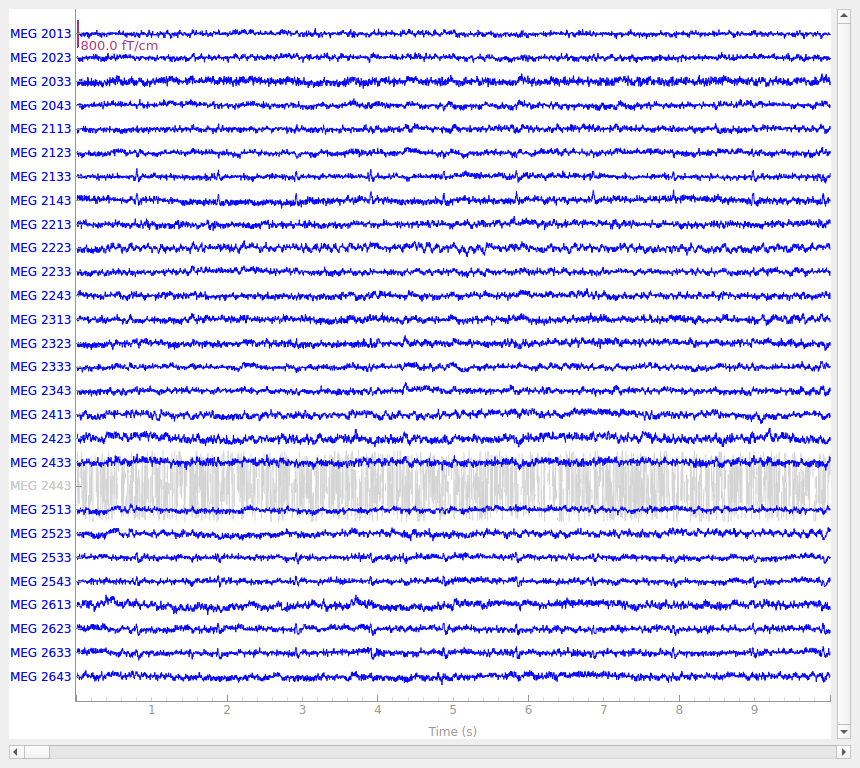 MEG 2013
800.0 fT/cm
MEG 2023
MEG 2033
MEG 2043
MEG 2113
MEG 2123
MEG 2133
MEG 2143
MEG 2213
MEG 2223
MEG 2233
MEG 2243
MEG 2313
MEG 2323
MEG 2333
MEG 2343
MEG 2413
MEG 2423
MEG 2433
MEG 2443
MEG 2513
MEG 2523
MEG 2533
MEG 2543
MEG 2613
MEG 2623
MEG 2633
MEG 2643
1 2 3 4 5 6 7 8 9
Time (s)